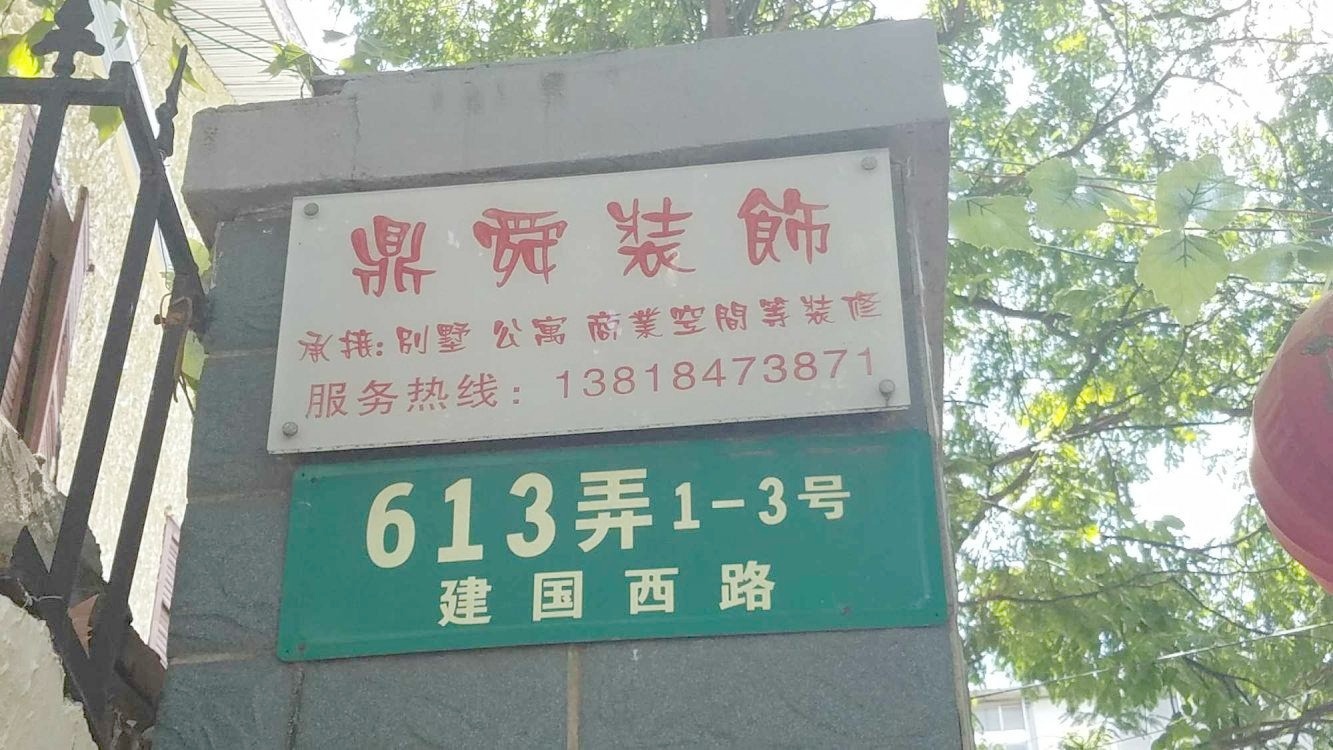 鼎舜装飾
承接:别墅 公寓 商業空間等装修
服务热线：13818473871
613弄1-3号
建国西路